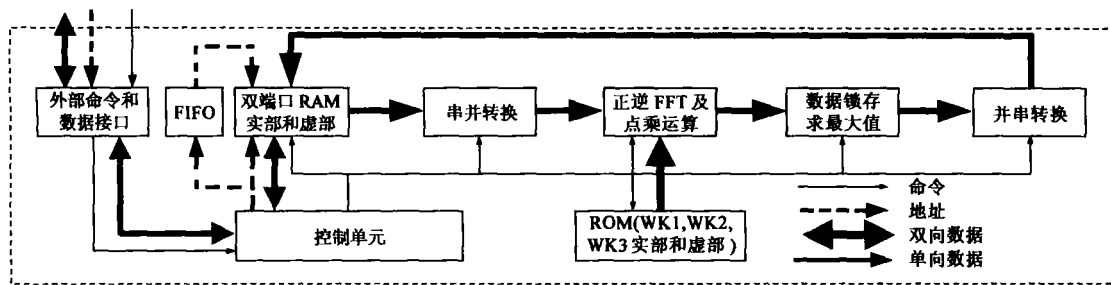 外部命令和
数据接口
FIFO
双端口 RAM
实部和虚部
串并转换
正逆 FFT 及
点乘运算
数据锁存
求最大值
并串转换
控制单元
ROM(WK1,WK2,
WK3 实部和虚部)
命令
地址
双向数据
单向数据